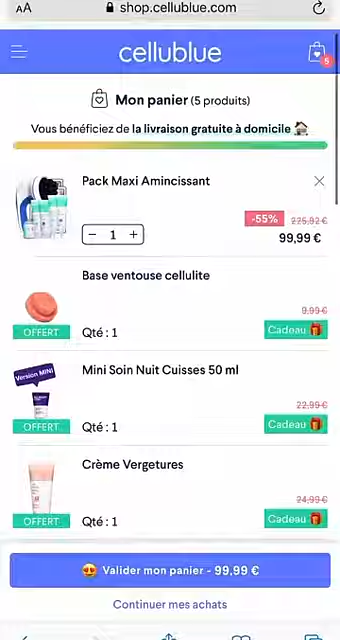 AA shop.cellublue.com
cellublue
5
Mon panier (5 produits)
Vous bénéficiez de la livraison gratuite à domicile
Pack Maxi Amincissant
-55% 225,92 €
1 99,99 €
Base ventouse cellulite
9,99 €
OFFERT Qté : 1 Cadeau
Mini Soin Nuit Cuisses 50 ml
Version MINI
22,99 €
OFFERT Qté : 1 Cadeau
Crème Vergetures
24,99 €
OFFERT Qté : 1 Cadeau
Valider mon panier - 99,99 €
Continuer mes achats